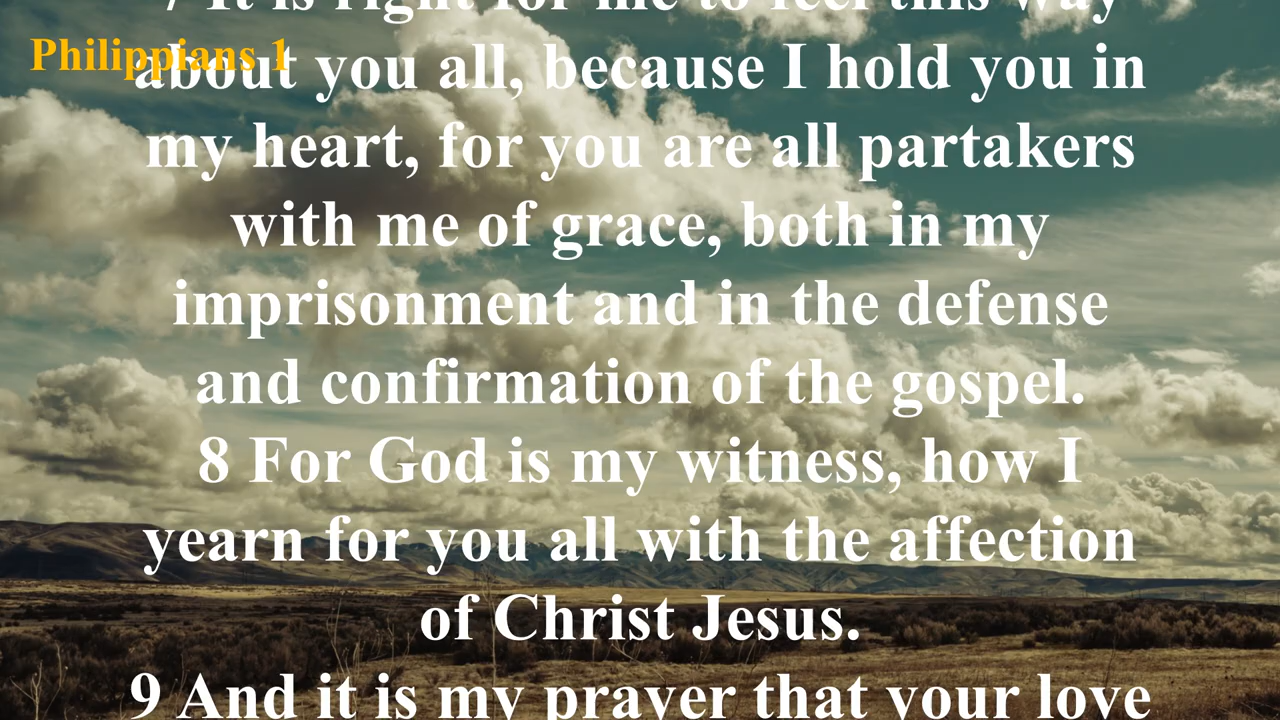 7 It is right for me to feel this way
Philippians 1
about you all, because I hold you in
my heart, for you are all partakers
with me of grace, both in my
imprisonment and in the defense
and confirmation of the gospel.
8 For God is my witness, how I
yearn for you all with the affection
of Christ Jesus.
9 And it is my prayer that your love